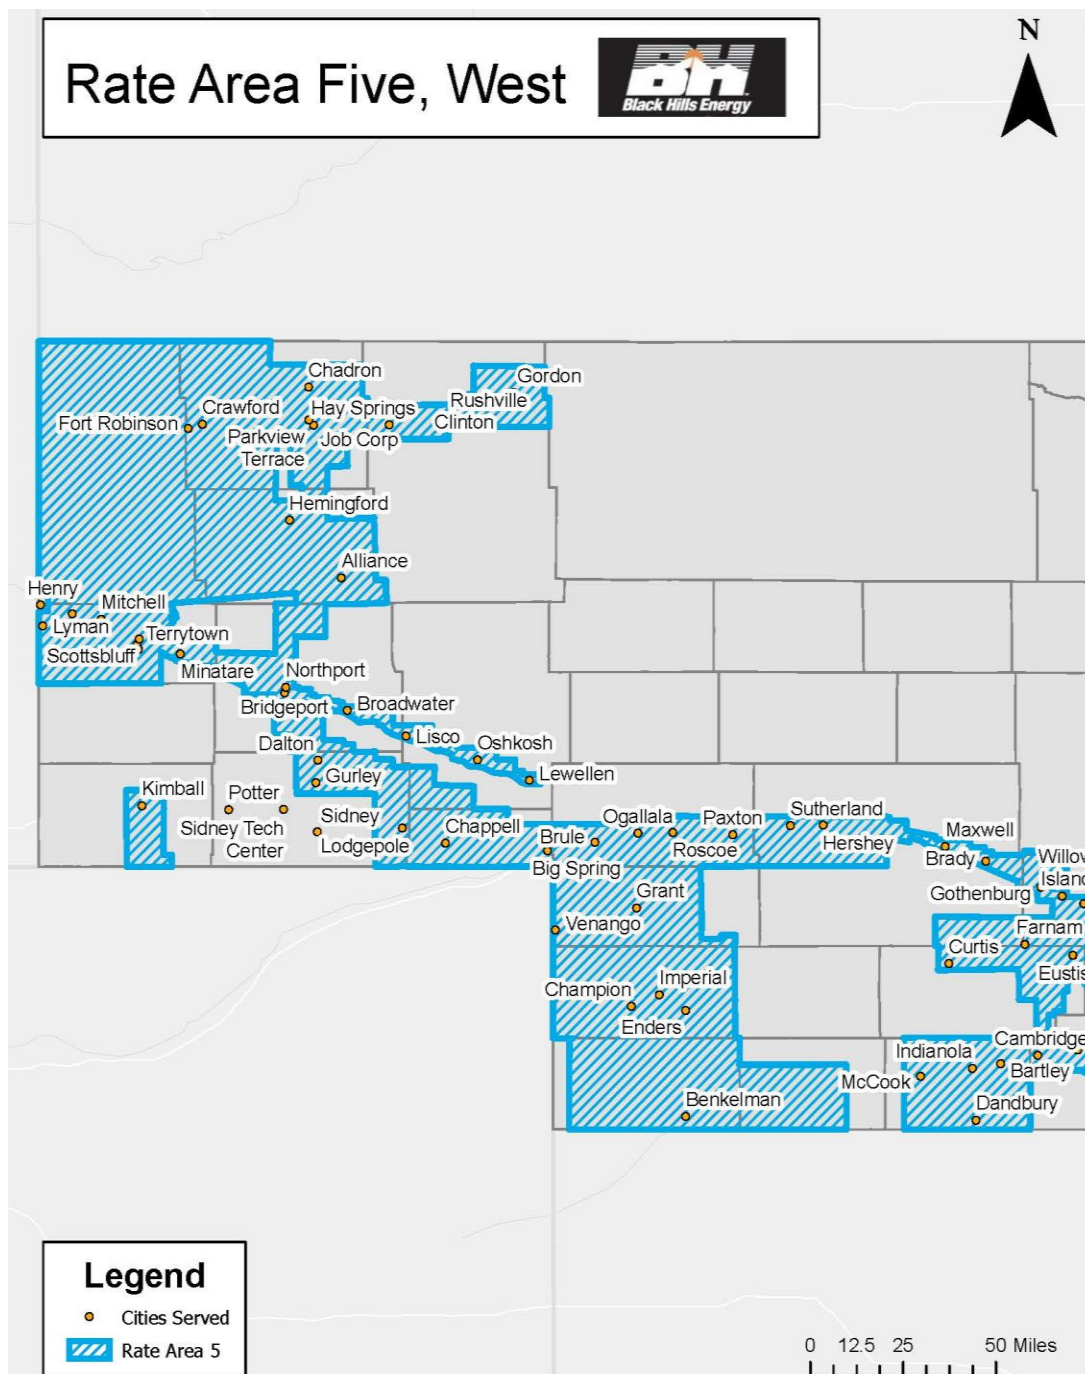 Rate Area Five, West
BH
Black Hills Energy
N
Chadron
Gordon
Rushville
Crawford
Hay Springs
Fort Robinson
Clinton
Parkview
Terrace
Job Corp
Hemingford
Alliance
Henry
Mitchell
Lyman
Terrytown
Scottsbluff
Minatare
Northport
Bridgeport
Broadwater
Lisco
Dalton
Oshkosh
Gurley
Lewellen
Kimball
Potter
Sidney
Sidney Tech
Center
Lodgepole
Chappell
Brule
Ogallala
Paxton
Sutherland
Big Spring
Roscoe
Hershey
Maxwell
Brady
Willow
Island
Gothenburg
Grant
Venango
Farnam
Curtis
Eustis
Imperial
Champion
Enders
Cambridge
Indianola
Bartley
McCook
Benkelman
Dandbury
Legend
Cities Served
Rate Area 5
0 12.5 25 50 Miles